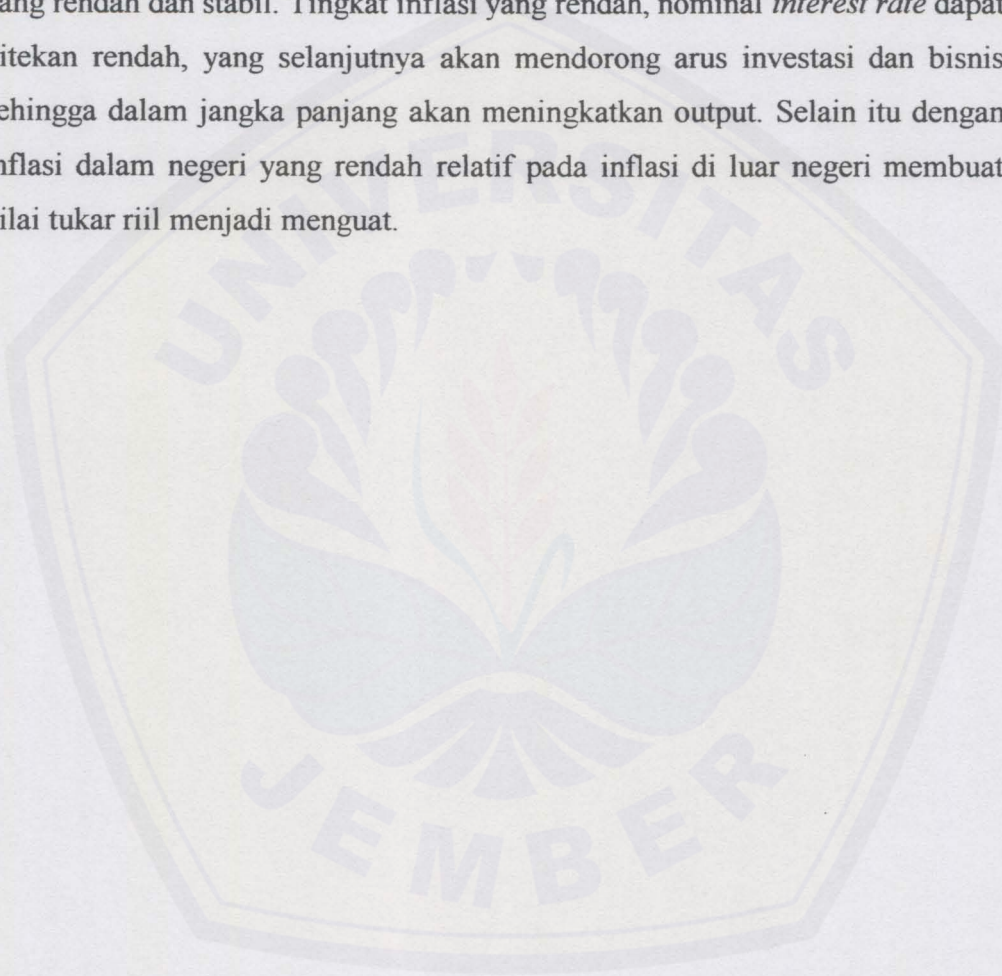 ang rendah dan stabil. Tingkat inflasi yang rendah, nominal interest rate dapat
itekan rendah, yang selanjutnya akan mendorong arus investasi dan bisnis
ehingga dalam jangka panjang akan meningkatkan output. Selain itu dengan
nflasi dalam negeri yang rendah relatif pada inflasi di luar negeri membuat
ilai tukar riil menjadi menguat.
UNIVERSITAS
JEMBER